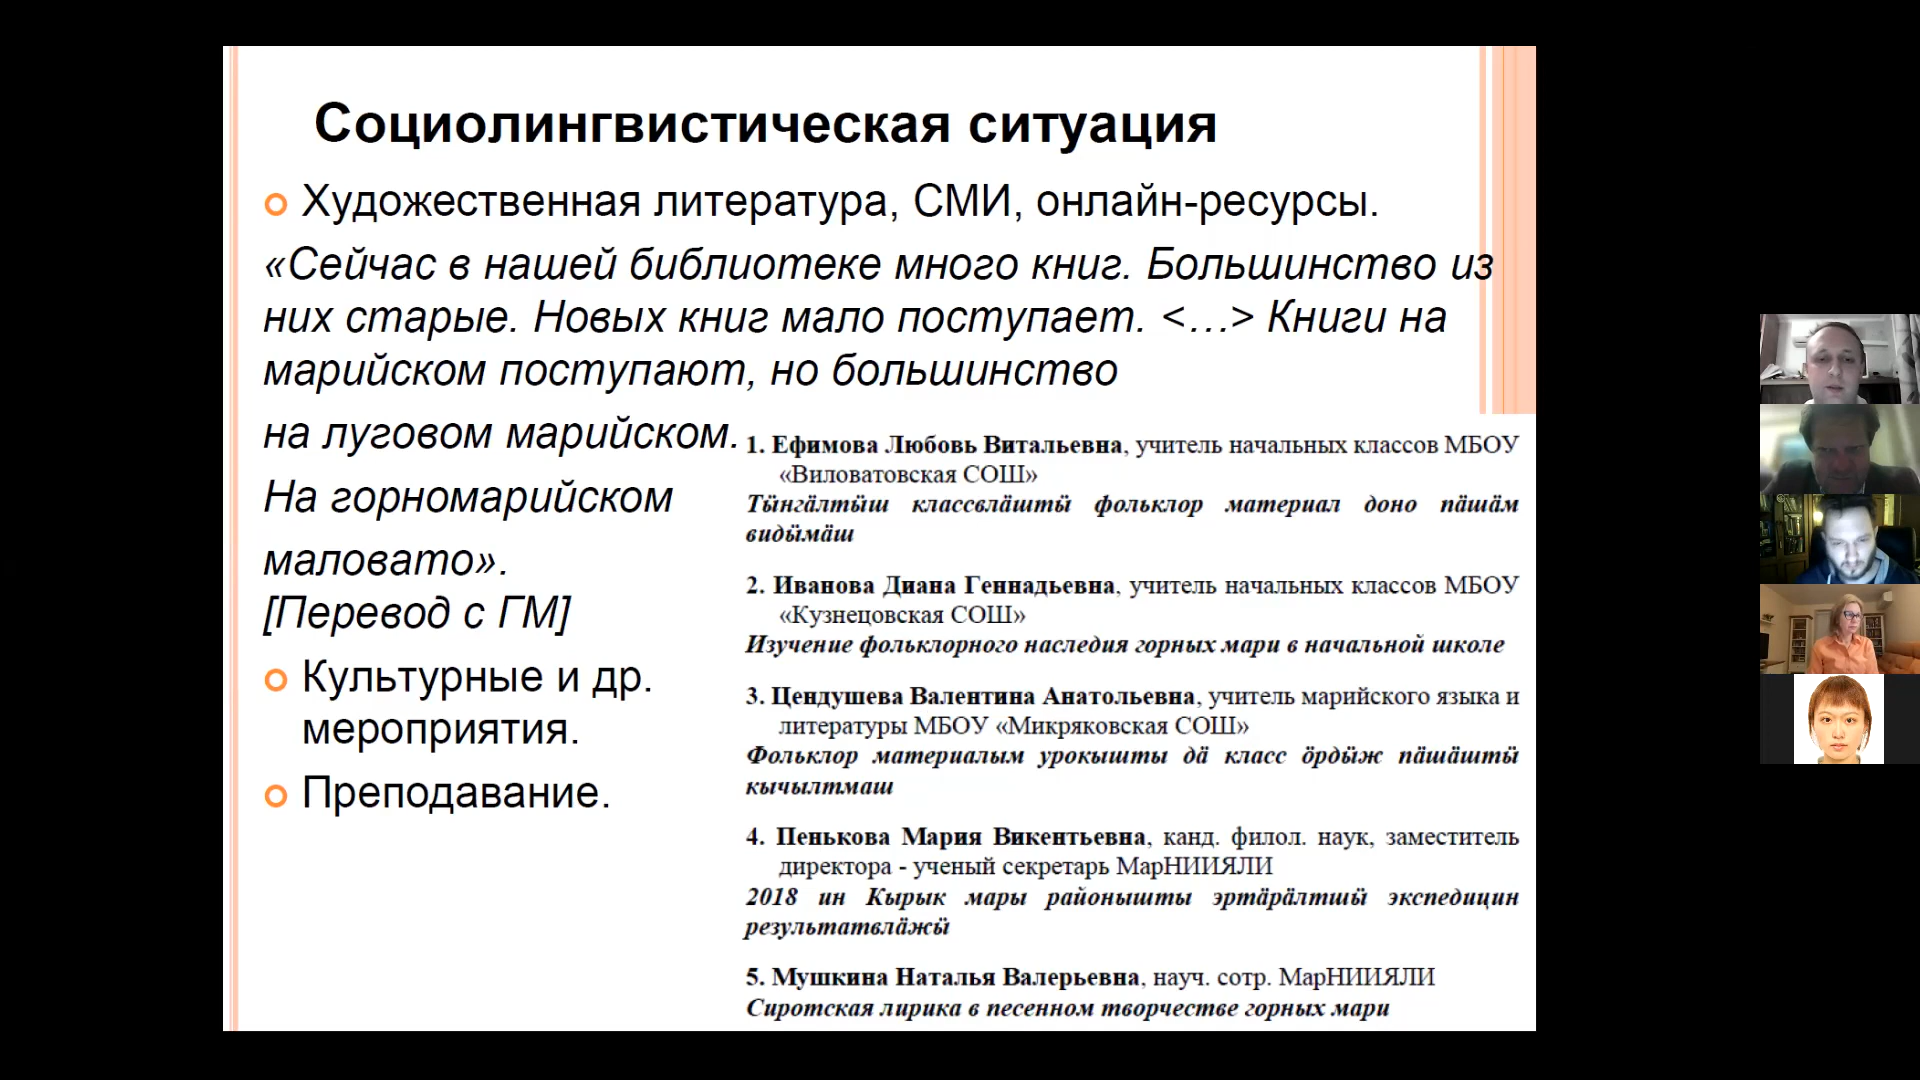 Социолингвистическая ситуация
Художественная литература, СМИ, онлайн-ресурсы.
«Сейчас в нашей библиотеке много книг. Большинство из
них старые. Новых книг мало поступает. <…> Книги на
марийском поступают, но большинство
на луговом марийском.
На горномарийском
маловато».
[Перевод с ГМ]
Культурные и др.
мероприятия.
Преподавание.
1. Ефимова Любовь Витальевна, учитель начальных классов МБОУ
«Виловатовская СОШ»
Тӹнгӓлтӹш классвлӓштӹ фольклор материал доно пӓшӓм
видӹмӓш
2. Иванова Диана Геннадьевна, учитель начальных классов МБОУ
«Кузнецовская СОШ»
Изучение фольклорного наследия горных мари в начальной школе
3. Цендушева Валентина Анатольевна, учитель марийского языка и
литературы МБОУ «Микряковская СОШ»
Фольклор материалым урокышты дӓ класс ӧрдӹж пӓшӓштӹ
кычылтмаш
4. Пенькова Мария Викентьевна, канд. филол. наук, заместитель
директора - ученый секретарь МарНИИЯЛИ
2018 ин Кырык мары районышты эртӓрӓлтшӹ экспедицин
результатвлӓжӹ
5. Мушкина Наталья Валерьевна, науч. сотр. МарНИИЯЛИ
Сиротская лирика в песенном творчестве горных мари